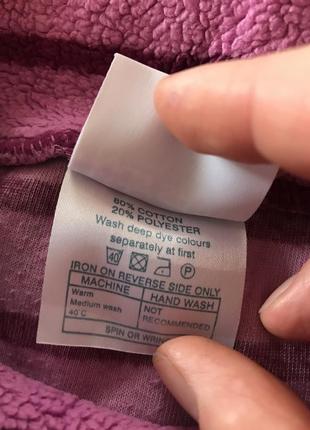 80% COTTON
20% POLYESTER
Wash deep dye colours
separately at first
40 P
IRON ON REVERSE SIDE ONLY
MACHINE HAND WASH
Warm NOT
Medium wash RECOMMENDED
40°C
SPIN OR WRIN